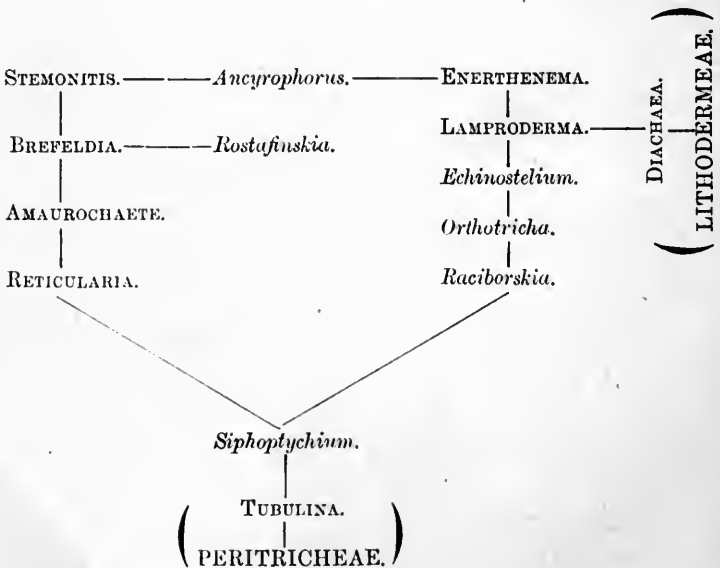 STEMONITIS. Ancyrophorus. ENERTHENEMA.
LAMPRODERMA.
BREFELDIA. Rostafinskia.
Echinostelium.
AMAUROCHAETE.
Orthotricha.
RETICULARIA. Raciborskia.
DIACHAEA.
(LITHODERMEAE.)
Siphoptychium.
TUBULINA.
(PERITRICHEAE.)